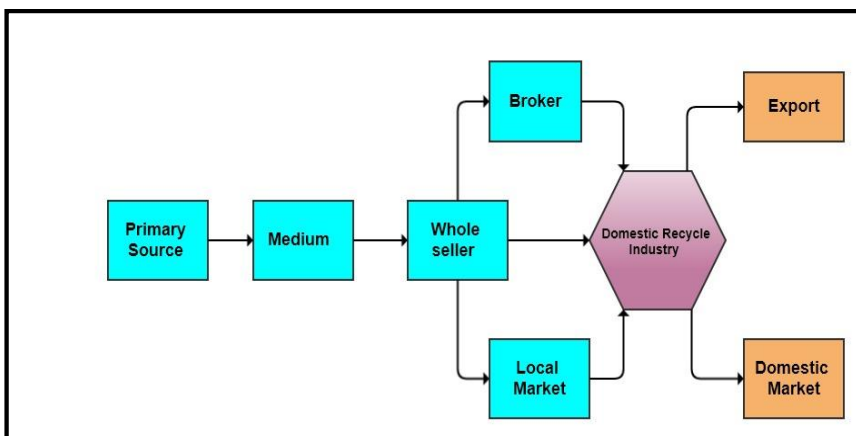 Broker
Export
Primary
Source
Medium
Whole
seller
Domestic Recycle
Industry
Local
Market
Domestic
Market